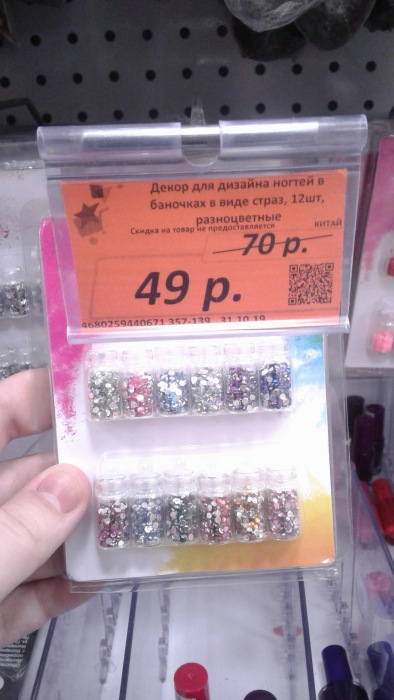 Декор для дизайна ногтей в
баночках в виде страз, 12шт,
разноцветные
Скидка на товар не предоставляется КИТАЙ
70 р.
49 р.
4680259440671 357-139 31.10.19